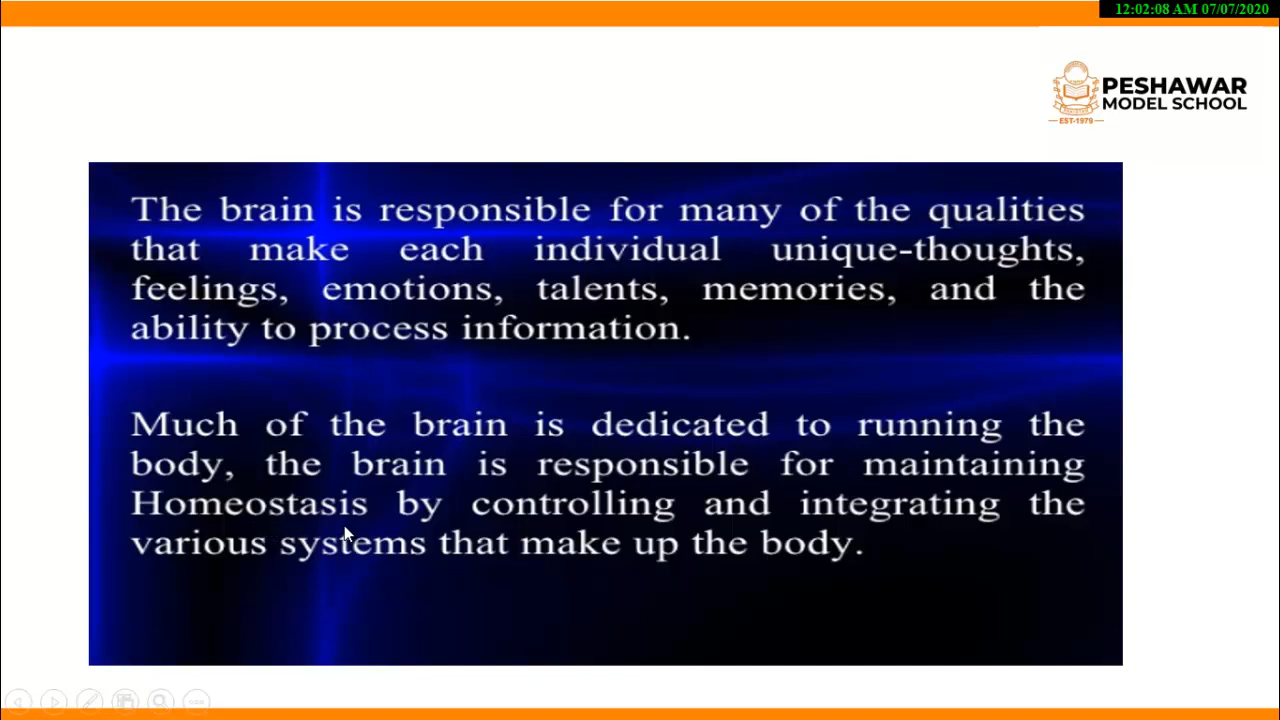 12:02:08 AM 07/07/2020
PESHAWAR
MODEL SCHOOL
EST-1979
The brain is responsible for many of the qualities
that make each individual unique-thoughts,
feelings, emotions, talents, memories, and the
ability to process information.
Much of the brain is dedicated to running the
body, the brain is responsible for maintaining
Homeostasis by controlling and integrating the
various systems that make up the body.